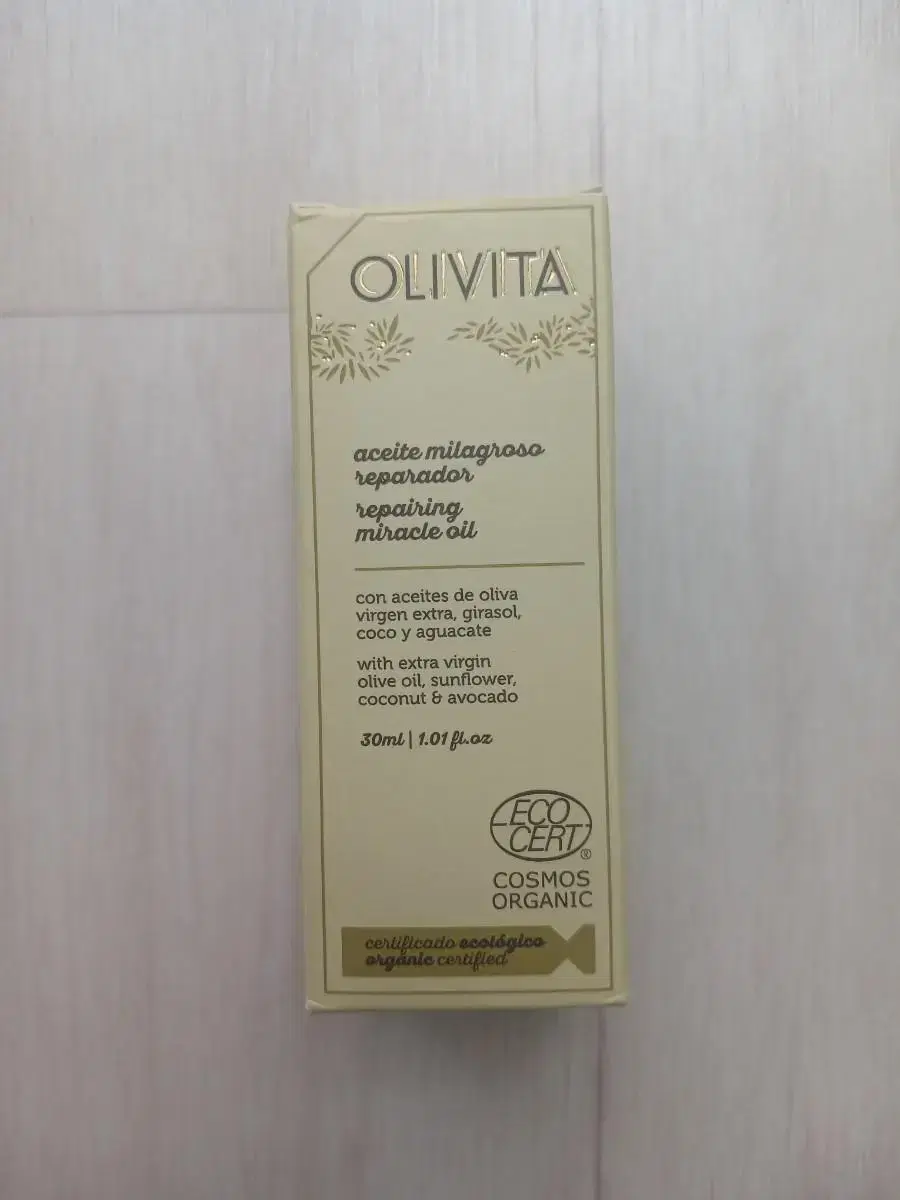 OLIVITA
aceite milagroso
reparador
repairing
miracle oil
con aceites de oliva
virgen extra, girasol,
coco y aguacate
with extra virgin
olive oil, sunflower,
coconut & avocado
30ml | 1.01 fl.oz
ECO
CERT
®
COSMOS
ORGANIC
certificado ecológico
organic certified